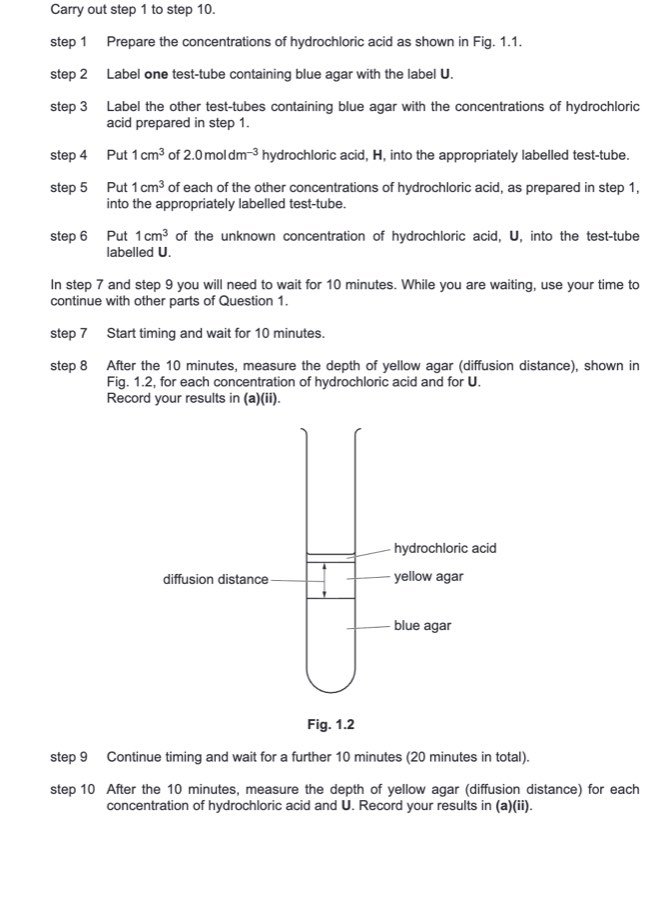 Carry out step 1 to step 10.
step 1 Prepare the concentrations of hydrochloric acid as shown in Fig. 1.1.
step 2 Label one test-tube containing blue agar with the label U.
step 3 Label the other test-tubes containing blue agar with the concentrations of hydrochloric
acid prepared in step 1.
step 4 Put 1 cm³ of 2.0 mol dm⁻³ hydrochloric acid, H, into the appropriately labelled test-tube.
step 5 Put 1 cm³ of each of the other concentrations of hydrochloric acid, as prepared in step 1,
into the appropriately labelled test-tube.
step 6 Put 1 cm³ of the unknown concentration of hydrochloric acid, U, into the test-tube
labelled U.
In step 7 and step 9 you will need to wait for 10 minutes. While you are waiting, use your time to
continue with other parts of Question 1.
step 7 Start timing and wait for 10 minutes.
step 8 After the 10 minutes, measure the depth of yellow agar (diffusion distance), shown in
Fig. 1.2, for each concentration of hydrochloric acid and for U.
Record your results in (a)(ii).
hydrochloric acid
diffusion distance
yellow agar
blue agar
Fig. 1.2
step 9 Continue timing and wait for a further 10 minutes (20 minutes in total).
step 10 After the 10 minutes, measure the depth of yellow agar (diffusion distance) for each
concentration of hydrochloric acid and U. Record your results in (a)(ii).